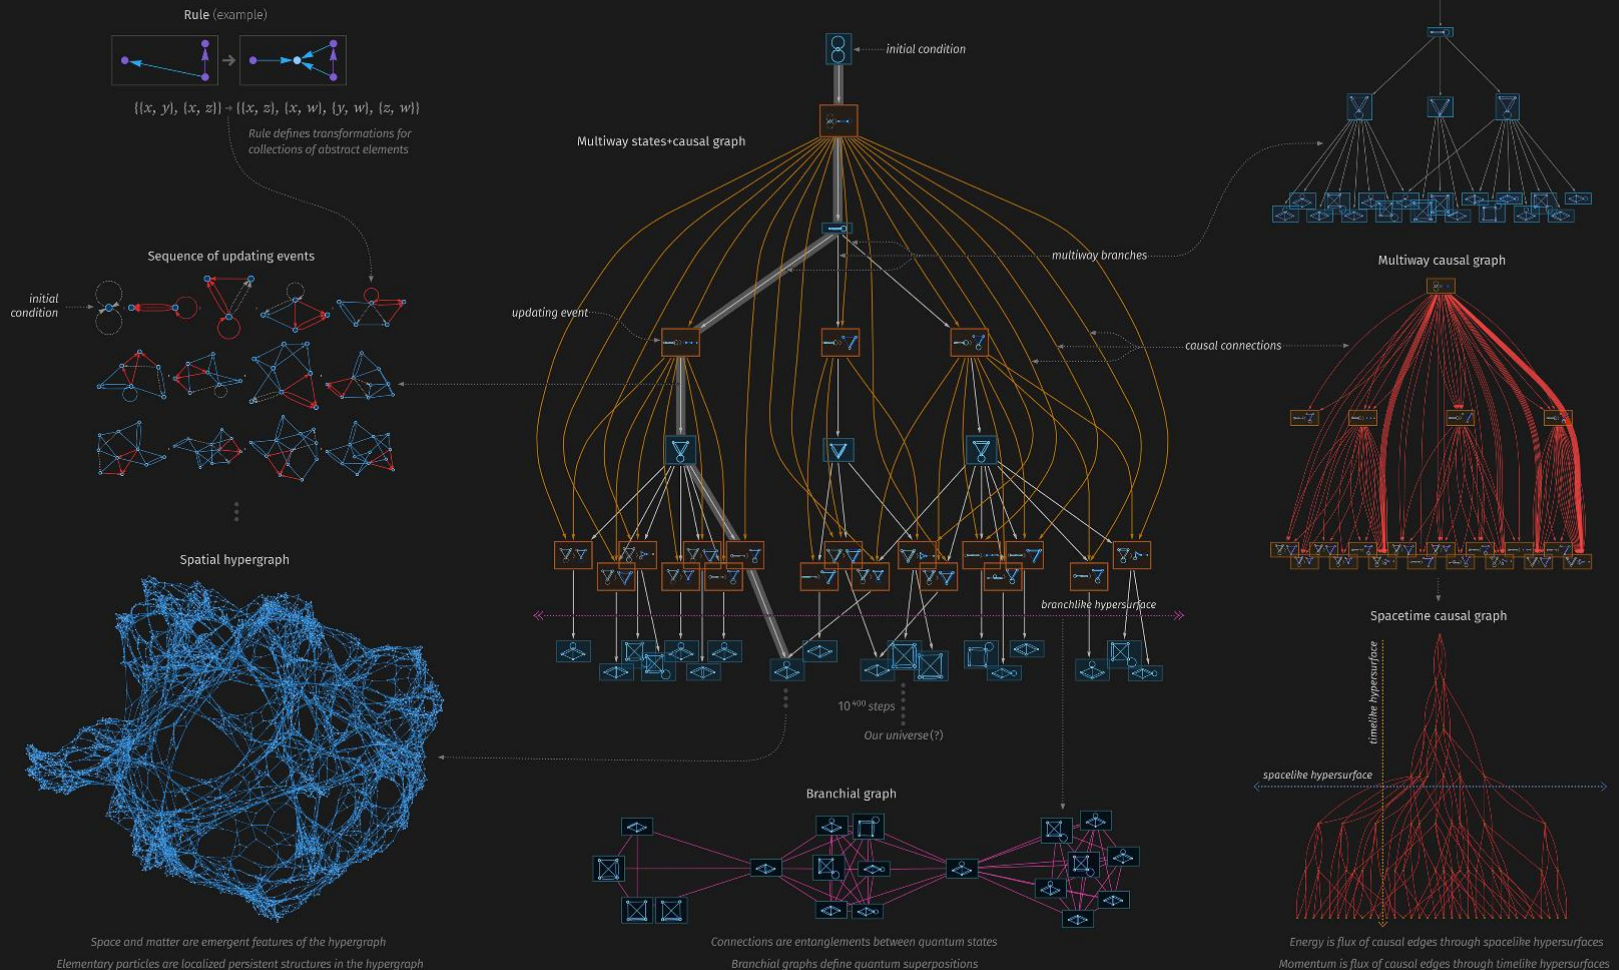 Rule (example)
{{x, y}, {x, z}} → {{x, z}, {x, w}, {y, w}, {z, w}}
Rule defines transformations for
collections of abstract elements
Sequence of updating events
initial
condition
Spatial hypergraph
Space and matter are emergent features of the hypergraph
Elementary particles are localized persistent structures in the hypergraph
initial condition
Multiway states+causal graph
multiway branches
updating event
causal connections
branchlike hypersurface
10^400 steps
Our universe(?)
Branchial graph
Connections are entanglements between quantum states
Branchial graphs define quantum superpositions
Multiway causal graph
Spacetime causal graph
timelike hypersurface
spacelike hypersurface
Energy is flux of causal edges through spacelike hypersurfaces
Momentum is flux of causal edges through timelike hypersurfaces